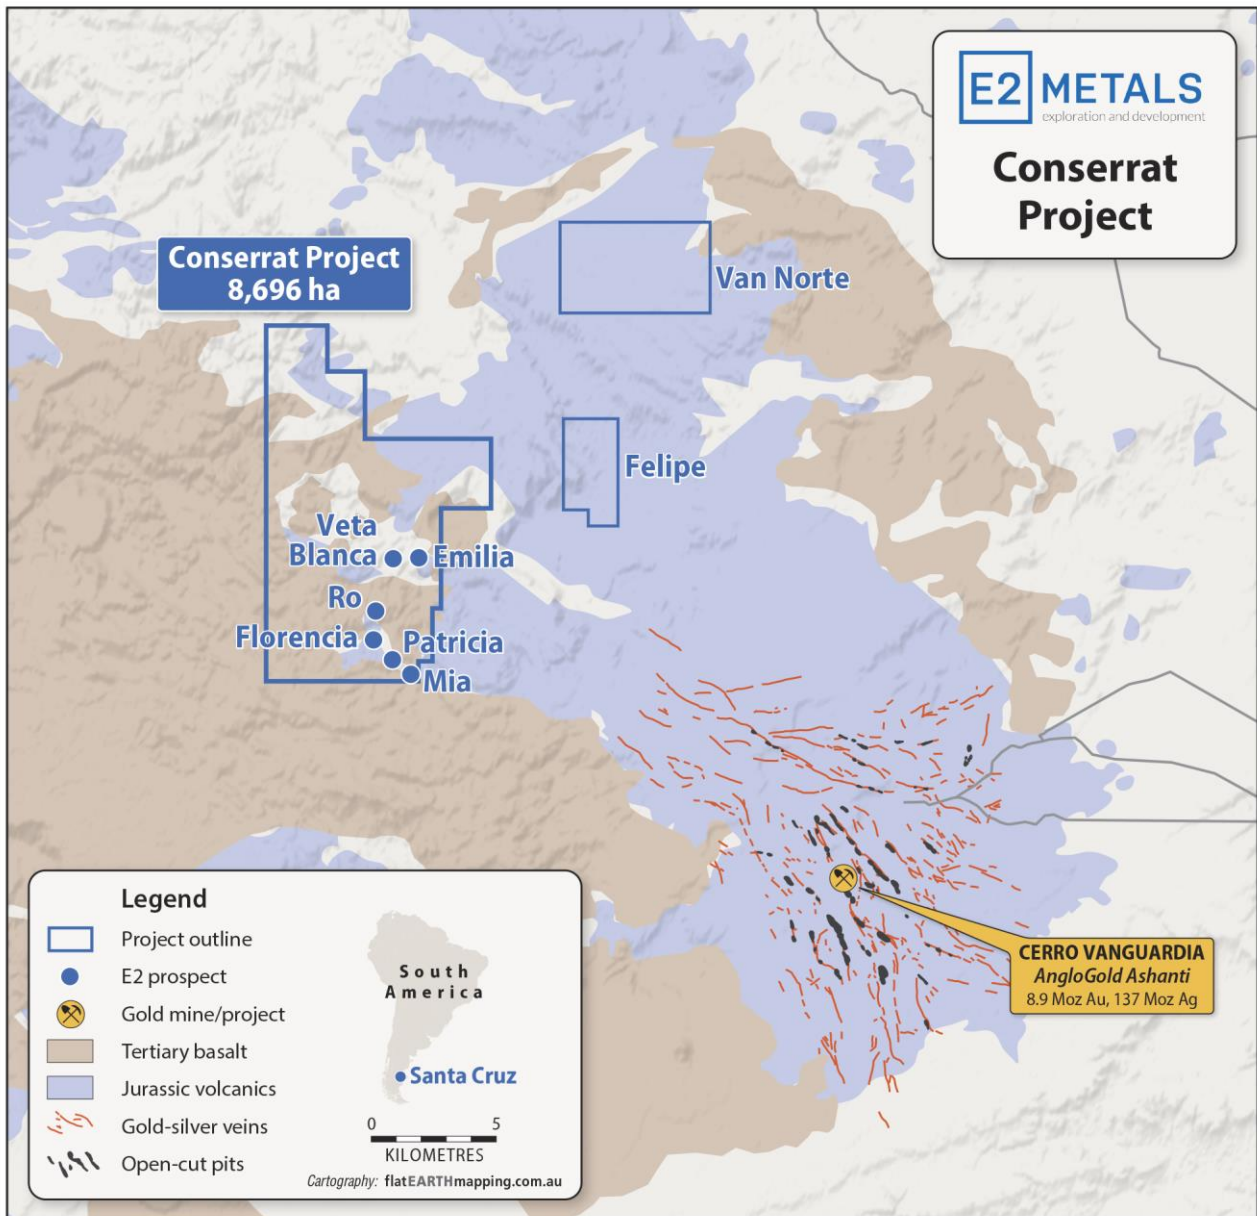 E2 METALS
exploration and development
Conserrat
Project
Conserrat Project
8,696 ha
Van Norte
Felipe
Veta
Blanca
Emilia
Ro
Florencia
Patricia
Mia
CERRO VANGUARDIA
AngloGold Ashanti
8.9 Moz Au, 137 Moz Ag
Legend
Project outline
E2 prospect
Gold mine/project
Tertiary basalt
Jurassic volcanics
Gold-silver veins
Open-cut pits
South
America
Santa Cruz
0 5
KILOMETRES
Cartography: flatEARTHmapping.com.au